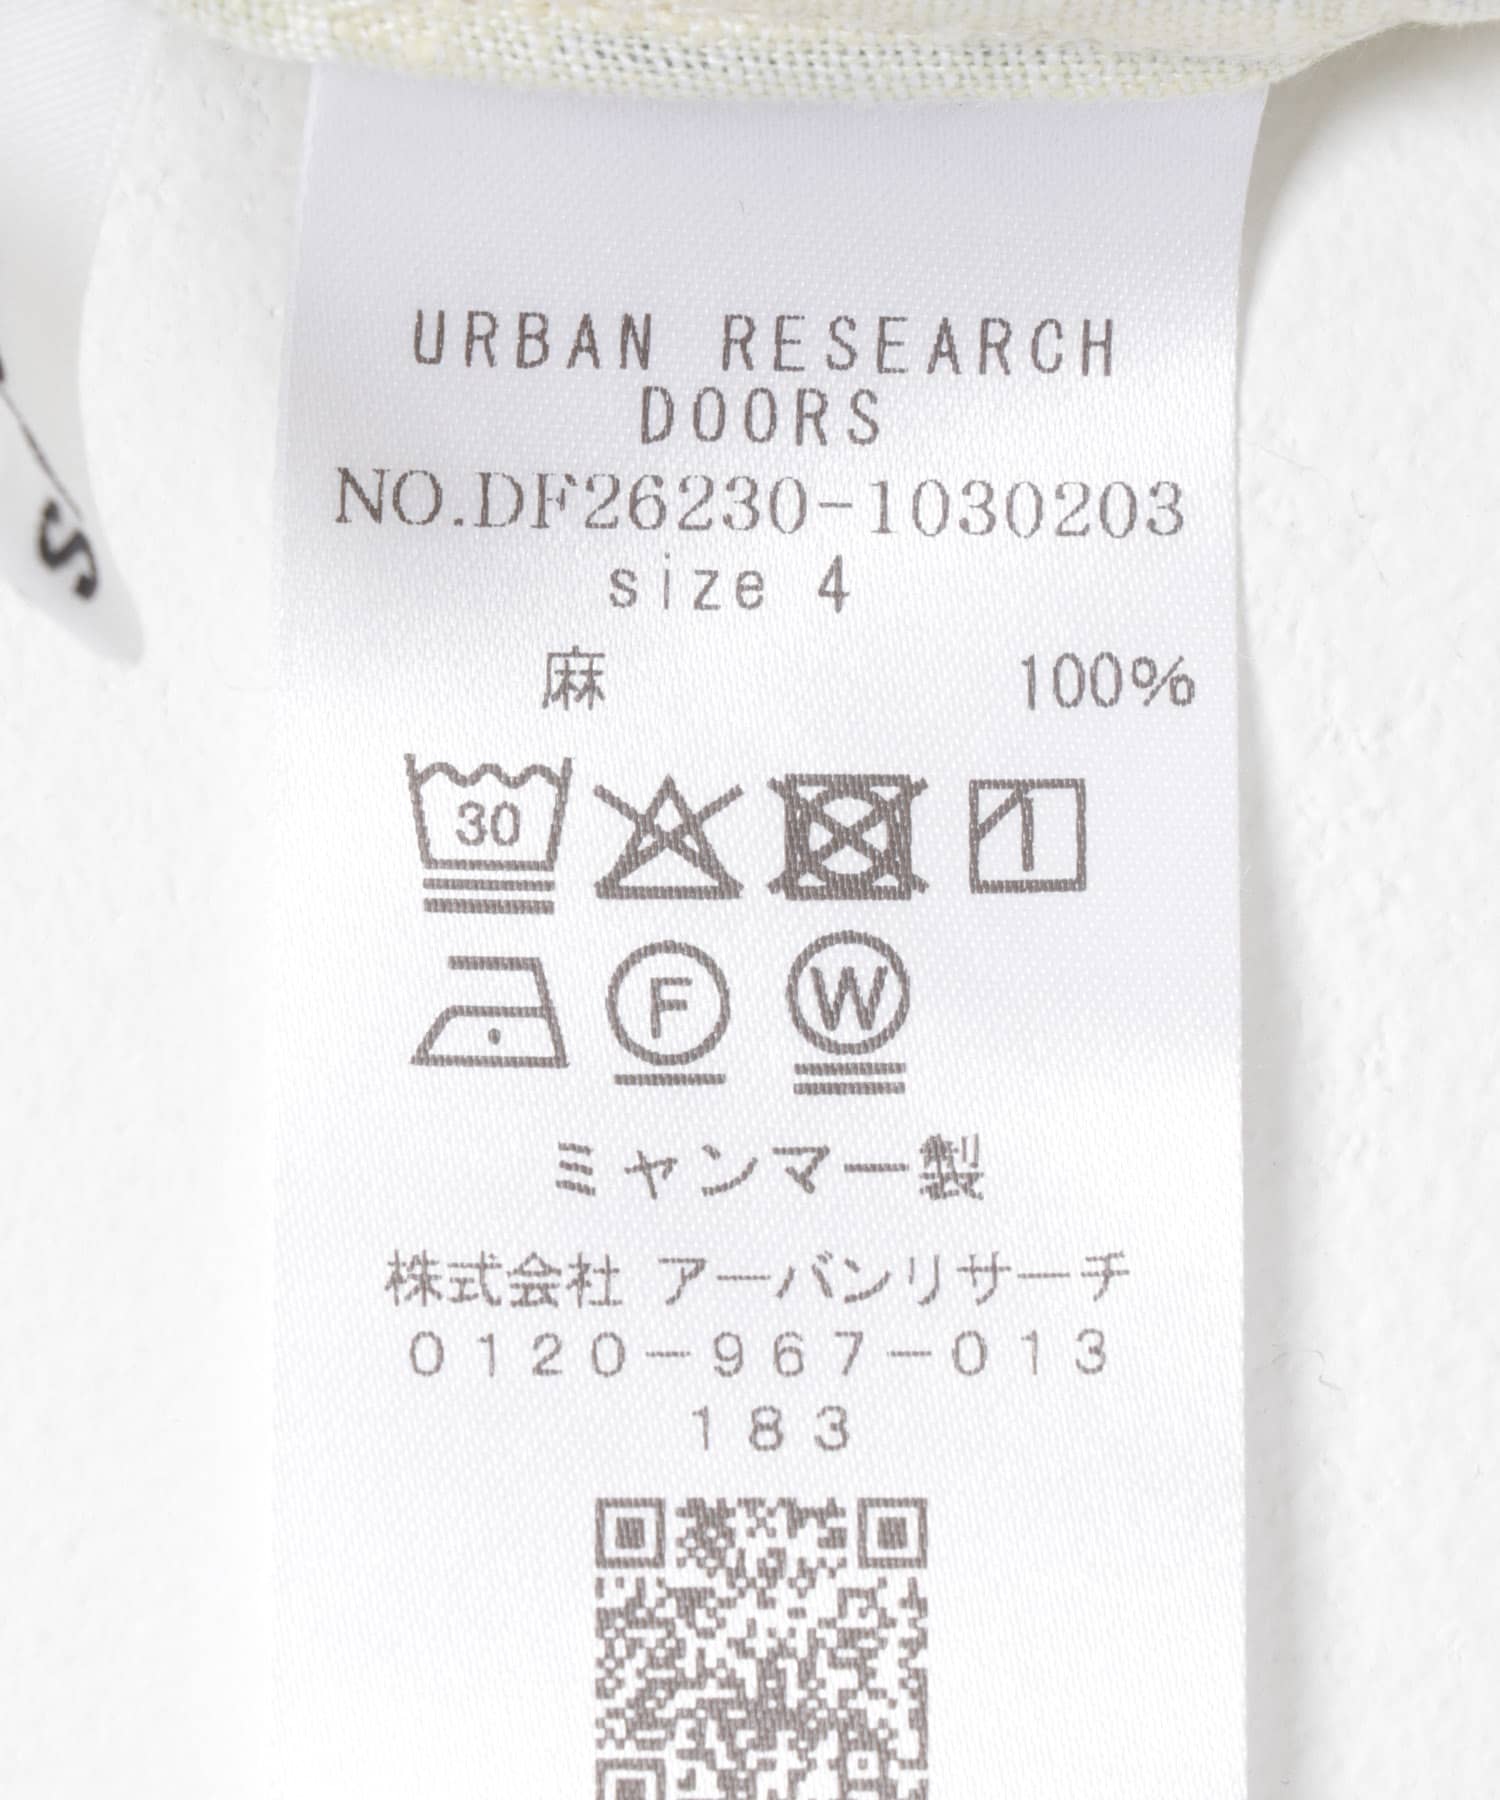 URBAN RESEARCH
DOORS
NO.DF26230-1030203
size 4
麻 100%
30
F W
ミャンマー製
株式会社 アーバンリサーチ
0120-967-013
183
S